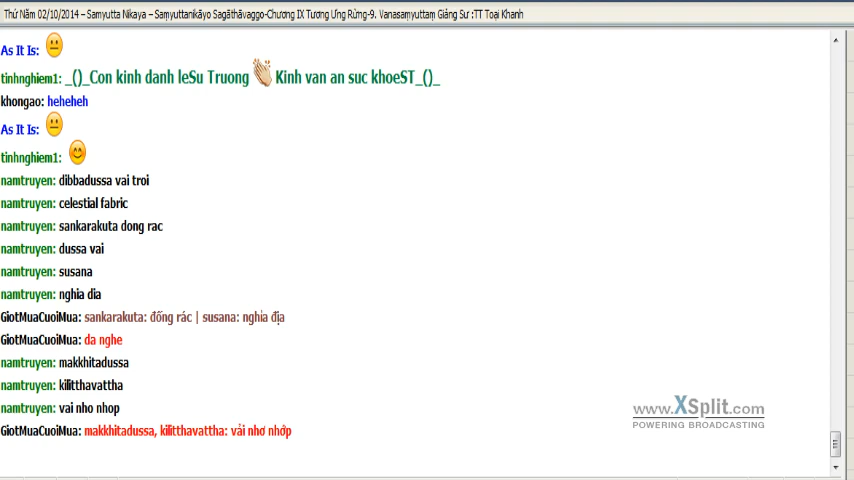 Thứ Năm 02/10/2014 – Samyutta Nikaya – Saṃyuttanikāyo Sagāthāvaggo-Chương IX Tương Ưng Rừng-9. Vanasaṃyuttaṃ Giảng Sư :TT Toại Khanh
As It Is:
tinhnghiem1: _()_Con kinh danh leSu Truong Kinh van an suc khoeST_()_
khongao: heheheh
As It Is:
tinhnghiem1:
namtruyen: dibbadussa vai troi
namtruyen: celestial fabric
namtruyen: sankarakuta dong rac
namtruyen: dussa vai
namtruyen: susana
namtruyen: nghia dia
GiotMuaCuoiMua: sankarakuta: đống rác | susana: nghĩa địa
GiotMuaCuoiMua: da nghe
namtruyen: makkhitadussa
namtruyen: kilitthavattha
namtruyen: vai nho nhop
GiotMuaCuoiMua: makkhitadussa, kilitthavattha: vải nhơ nhớp
www.XSplit.com
POWERING BROADCASTING